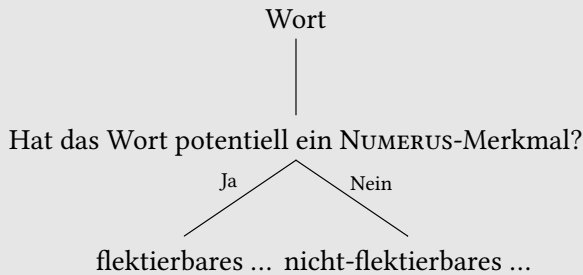 Wort
Hat das Wort potentiell ein NUMERUS-Merkmal?
Ja
Nein
flektierbares … nicht-flektierbares …